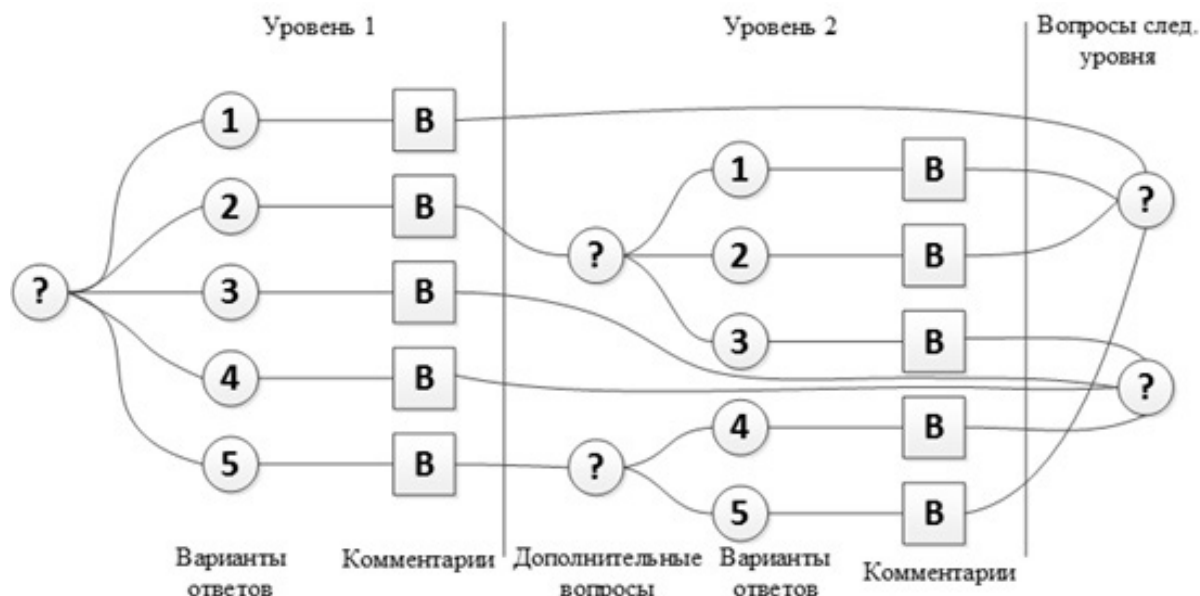 Уровень 1
Уровень 2
Вопросы след.
уровня
1
В
2
В
?
3
В
4
В
5
В
?
1
В
2
В
3
В
?
4
В
5
В
?
?
Варианты
ответов
Комментарии
Дополнительные
вопросы
Варианты
ответов
Комментарии